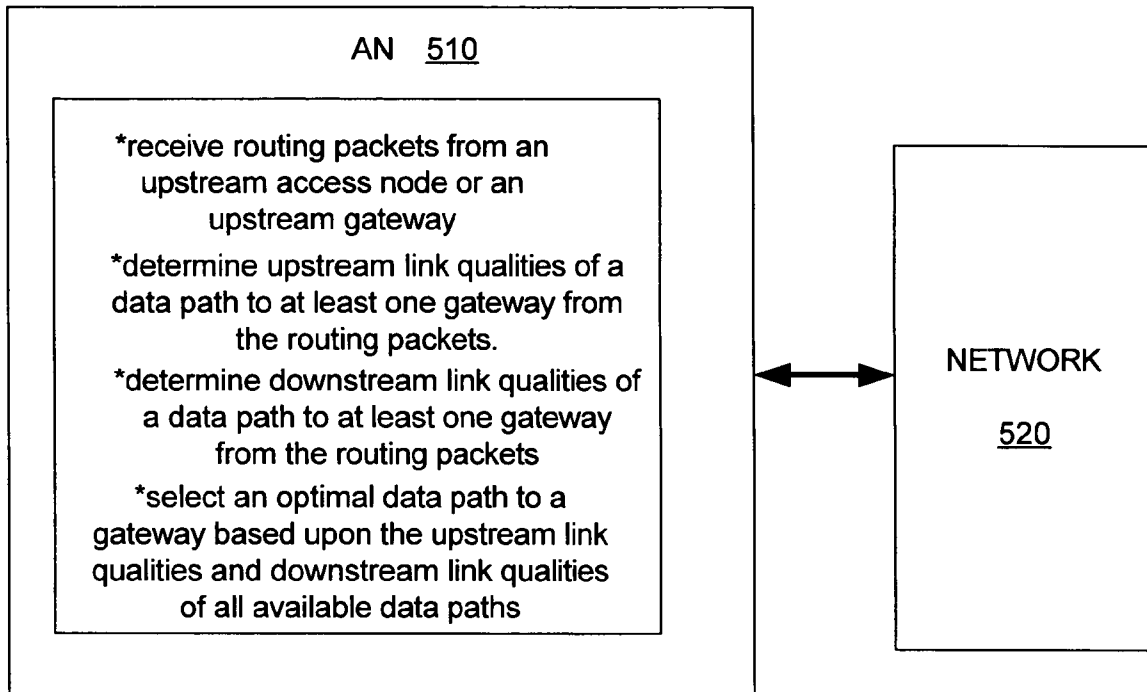 AN 510
*receive routing packets from an
upstream access node or an
upstream gateway
*determine upstream link qualities of a
data path to at least one gateway from
the routing packets.
*determine downstream link qualities of
a data path to at least one gateway
from the routing packets
*select an optimal data path to a
gateway based upon the upstream link
qualities and downstream link qualities
of all available data paths
NETWORK
520